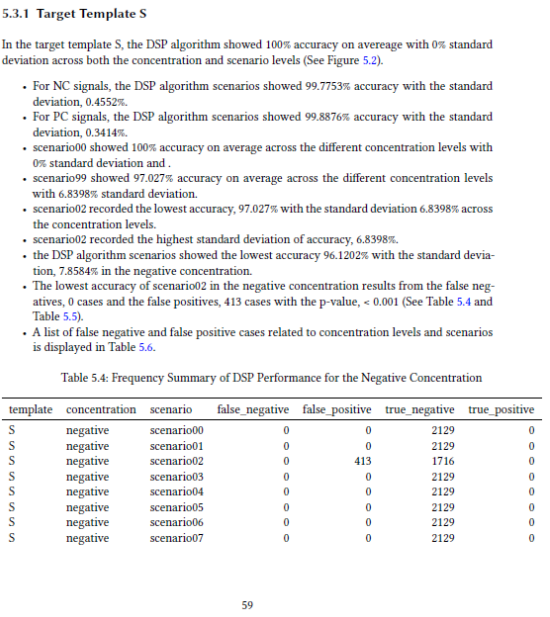 5.3.1 Target Template S
In the target template S, the DSP algorithm showed 100% accuracy on avereage with 0% standard
deviation across both the concentration and scenario levels (See Figure 5.2).
• For NC signals, the DSP algorithm scenarios showed 99.7753% accuracy with the standard
deviation, 0.4552%.
• For PC signals, the DSP algorithm scenarios showed 99.8876% accuracy with the standard
deviation, 0.3414%.
• scenario00 showed 100% accuracy on average across the different concentration levels with
0% standard deviation and .
• scenario99 showed 97.027% accuracy on average across the different concentration levels
with 6.8398% standard deviation.
• scenario02 recorded the lowest accuracy, 97.027% with the standard deviation 6.8398% across
the concentration levels.
• scenario02 recorded the highest standard deviation of accuracy, 6.8398%.
• the DSP algorithm scenarios showed the lowest accuracy 96.1202% with the standard devia-
tion, 7.8584% in the negative concentration.
• The lowest accuracy of scenario02 in the negative concentration results from the false neg-
atives, 0 cases and the false positives, 413 cases with the p-value, < 0.001 (See Table 5.4 and
Table 5.5).
• A list of false negative and false positive cases related to concentration levels and scenarios
is displayed in Table 5.6.
Table 5.4: Frequency Summary of DSP Performance for the Negative Concentration
template concentration scenario false_negative false_positive true_negative true_positive
S negative scenario00 0 0 2129 0
S negative scenario01 0 0 2129 0
S negative scenario02 0 413 1716 0
S negative scenario03 0 0 2129 0
S negative scenario04 0 0 2129 0
S negative scenario05 0 0 2129 0
S negative scenario06 0 0 2129 0
S negative scenario07 0 0 2129 0
59